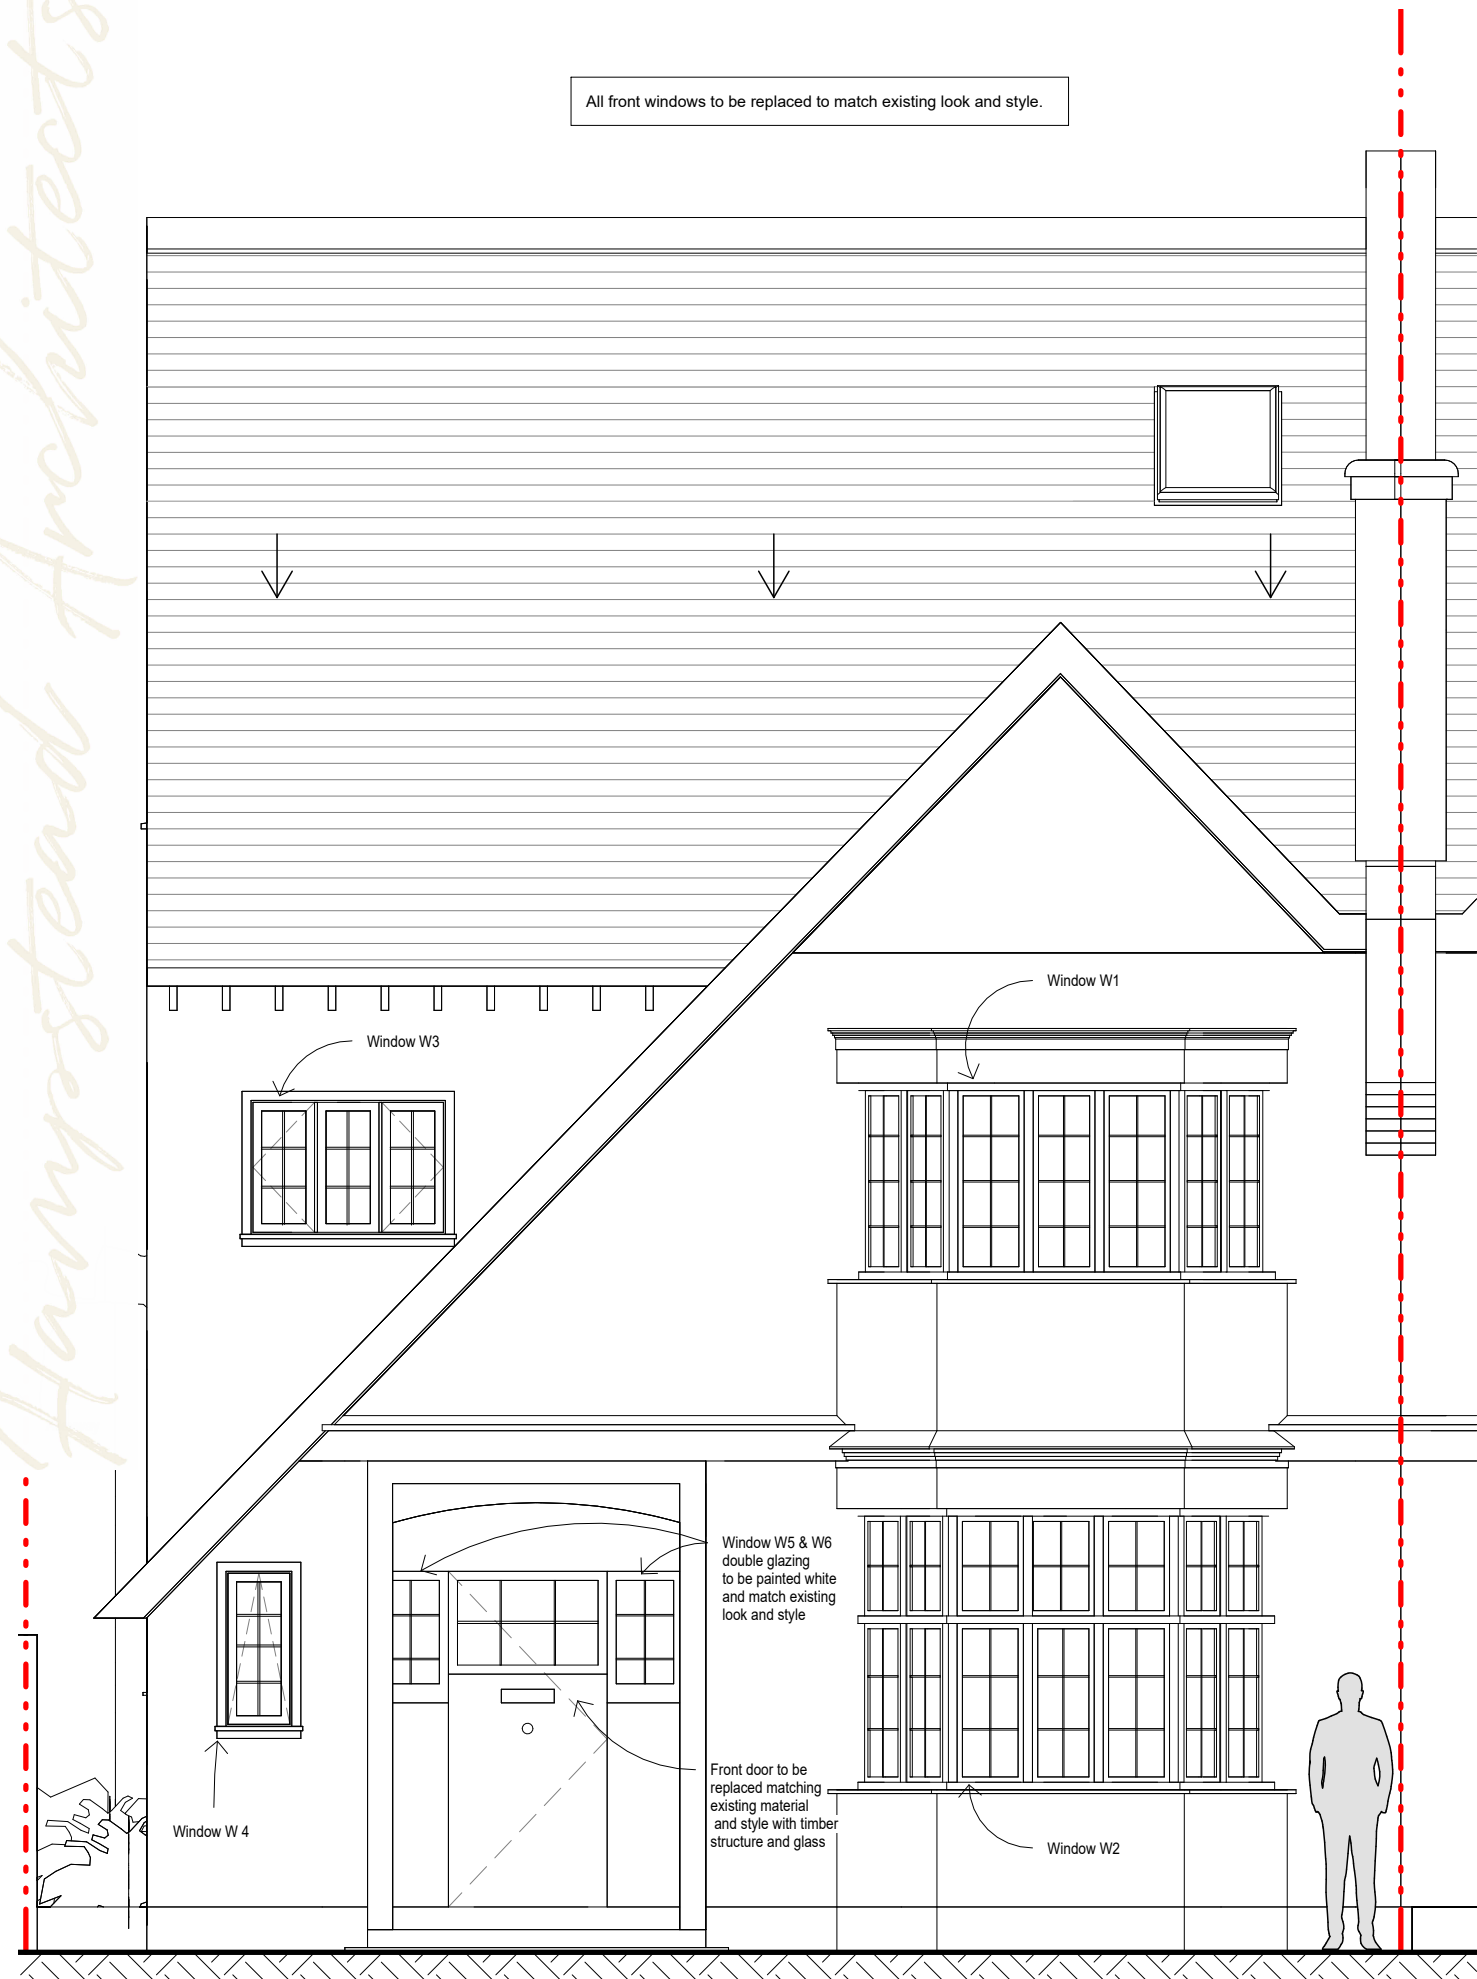 Hampstead Architects
All front windows to be replaced to match existing look and style.
Window W1
Window W3
Window W5 & W6
double glazing
to be painted white
and match existing
look and style
Front door to be
replaced matching
existing material
and style with timber
structure and glass
Window W 4
Window W2